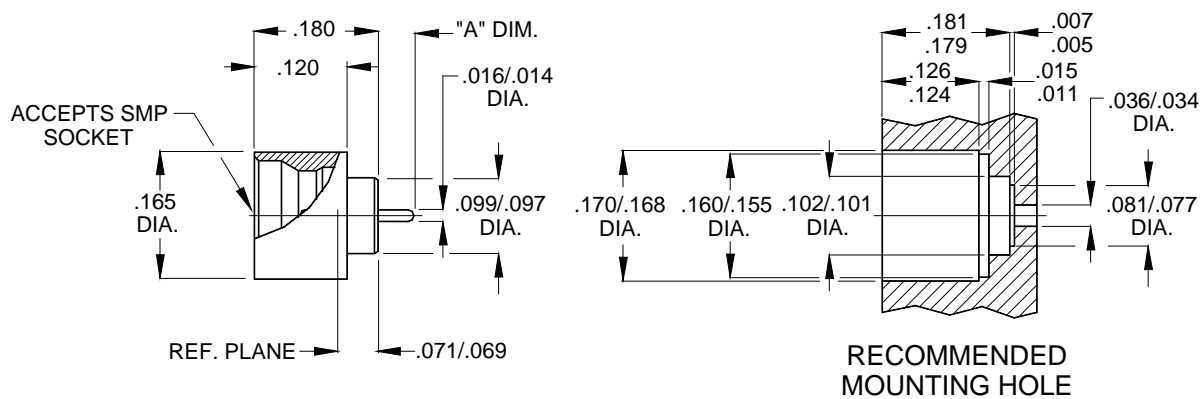 .180
"A" DIM.
.120
.016/.014
DIA.
ACCEPTS SMP
SOCKET
.165
DIA.
.099/.097
DIA.
REF. PLANE
.071/.069
.181
.179
.007
.005
.126
.124
.015
.011
.036/.034
DIA.
.170/.168
DIA.
.160/.155
DIA.
.102/.101
DIA.
.081/.077
DIA.
RECOMMENDED
MOUNTING HOLE